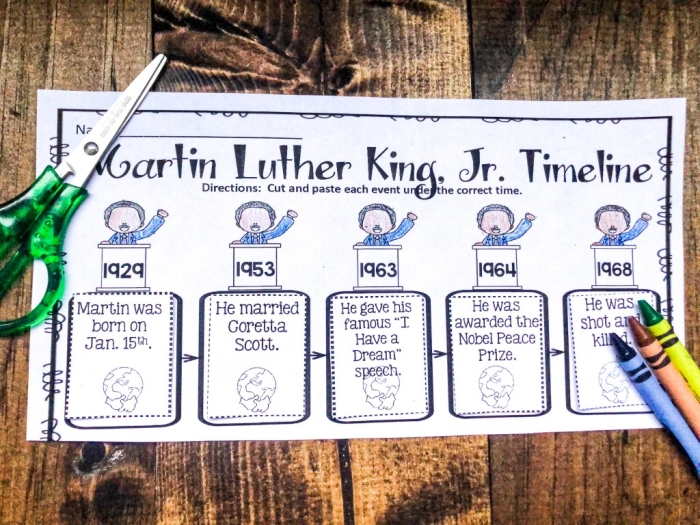 Na
Martin Luther King, Jr. Timeline
Directions: Cut and paste each event under the correct time.
1929
1953
1963
1964
1968
Martin was
born on
Jan. 15th.
He married
Coretta
Scott.
He gave his
famous "I
Have a
Dream"
speech.
He was
awarded the
Nobel Peace
Prize.
He was
shot and
killed.